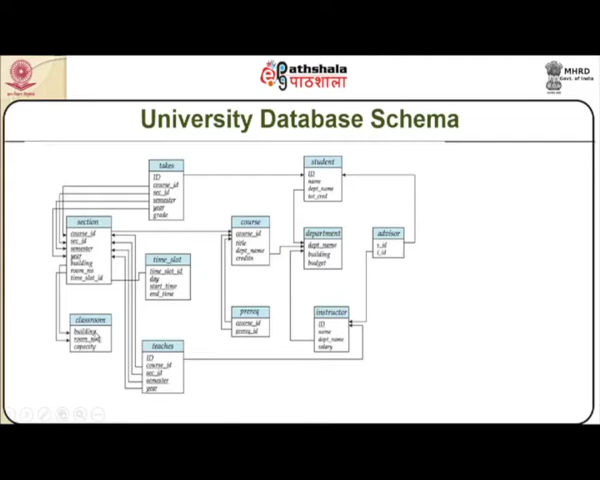 Pathshala
पाठशाला
MHRD
Govt. of India
University Database Schema
takes
ID
course_id
sec_id
semester
year
grade
student
ID
name
dept_name
tot_cred
section
course_id
sec_id
semester
year
building
room_no
time_slot_id
course
course_id
title
dept_name
credits
department
dept_name
building
budget
advisor
s_id
i_id
time_slot
time_slot_id
day
start_time
end_time
prereq
course_id
prereq_id
instructor
ID
name
dept_name
salary
classroom
building
capacity
teaches
ID
course_id
sec_id
semester
year